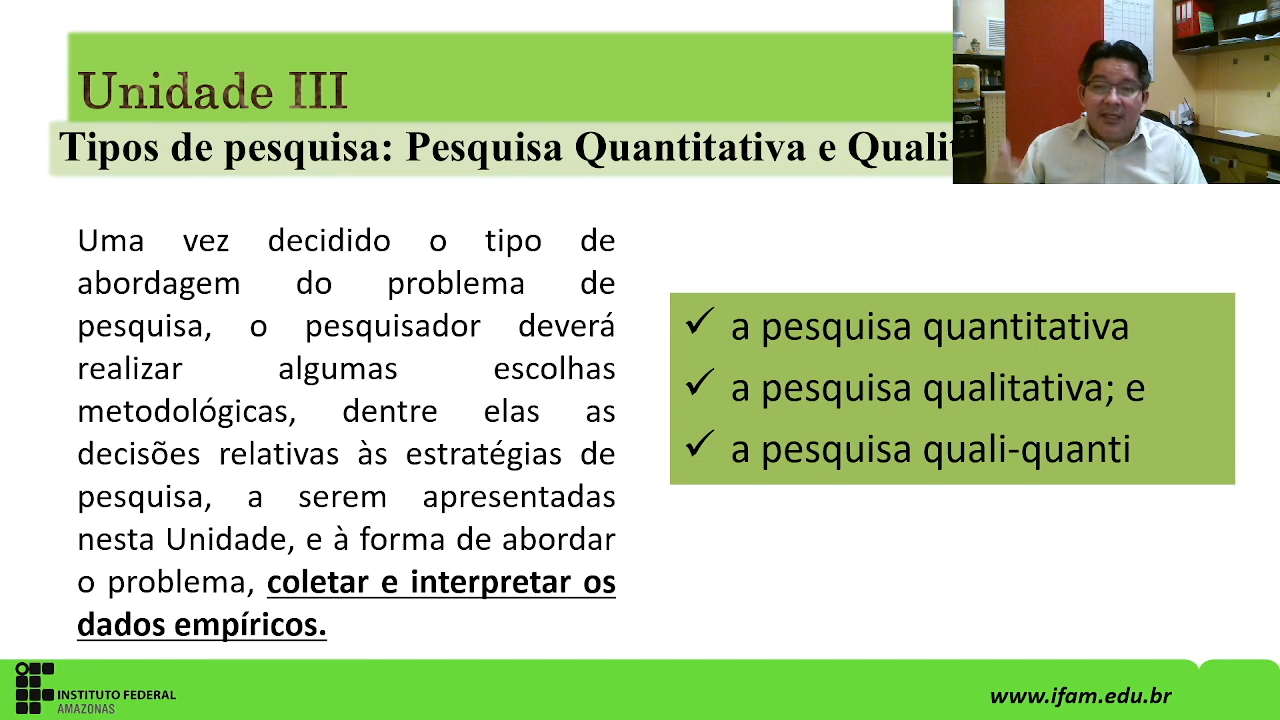 Unidade III
Tipos de pesquisa: Pesquisa Quantitativa e
Uma vez decidido o tipo de
abordagem do problema de
pesquisa, o pesquisador deverá
realizar algumas escolhas
metodológicas, dentre elas as
decisões relativas às estratégias de
pesquisa, a serem apresentadas
nesta Unidade, e à forma de abordar
o problema, coletar e interpretar os
dados empíricos.
✓ a pesquisa quantitativa
✓ a pesquisa qualitativa; e
✓ a pesquisa quali-quanti
INSTITUTO FEDERAL
AMAZONAS
www.ifam.edu.br